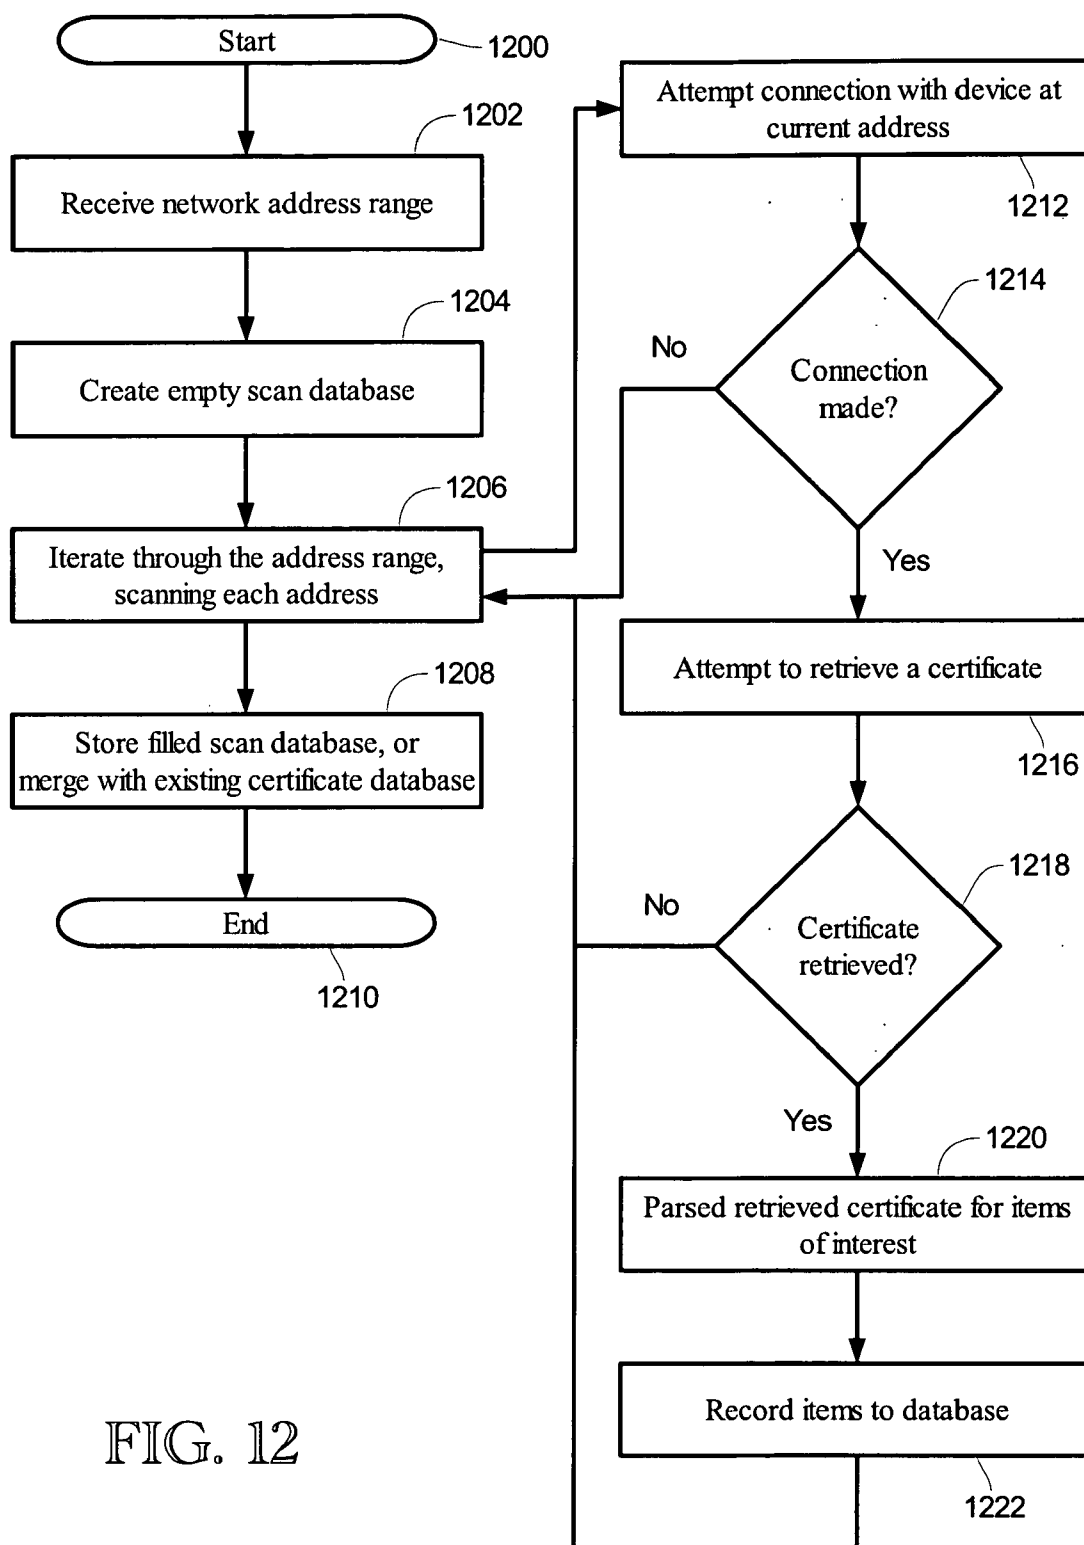 Start
1200
1202
Receive network address range
1204
Create empty scan database
1206
Iterate through the address range,
scanning each address
1208
Store filled scan database, or
merge with existing certificate database
End
1210
Attempt connection with device at
current address
1212
1214
No
Connection
made?
Yes
Attempt to retrieve a certificate
1216
1218
No
Certificate
retrieved?
Yes
1220
Parsed retrieved certificate for items
of interest
Record items to database
1222
FIG. 12